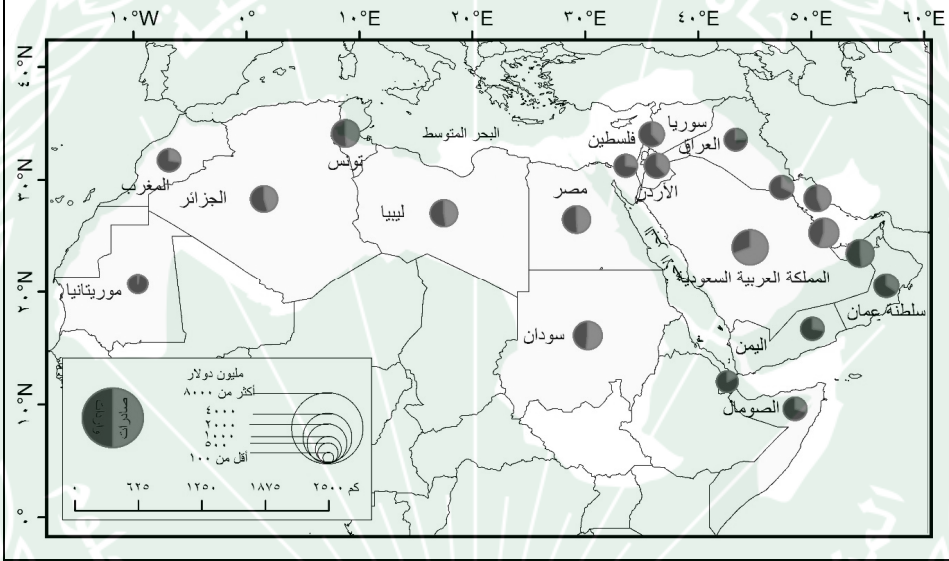 ١٠°W ٠° ١٠°E ٢٠°E ٣٠°E ٤٠°E ٥٠°E ٦٠°E
٤٠°N
٣٠°N
٢٠°N
١٠°N
٠°
البحر المتوسط
سوريا
فلسطين
العراق
تونس
المغرب
الأردن
الجزائر
ليبيا
مصر
المملكة العربية السعودية
موريتانيا
سلطنة عمان
سودان
اليمن
الصومال
مليون دولار
أكثر من ٨٠٠٠
٤٠٠٠
٢٠٠٠
١٠٠٠
٥٠٠
أقل من ١٠٠
صادرات
واردات
٠ ٦٢٥ ١٢٥٠ ١٨٧٥ ٢٥٠٠ كم